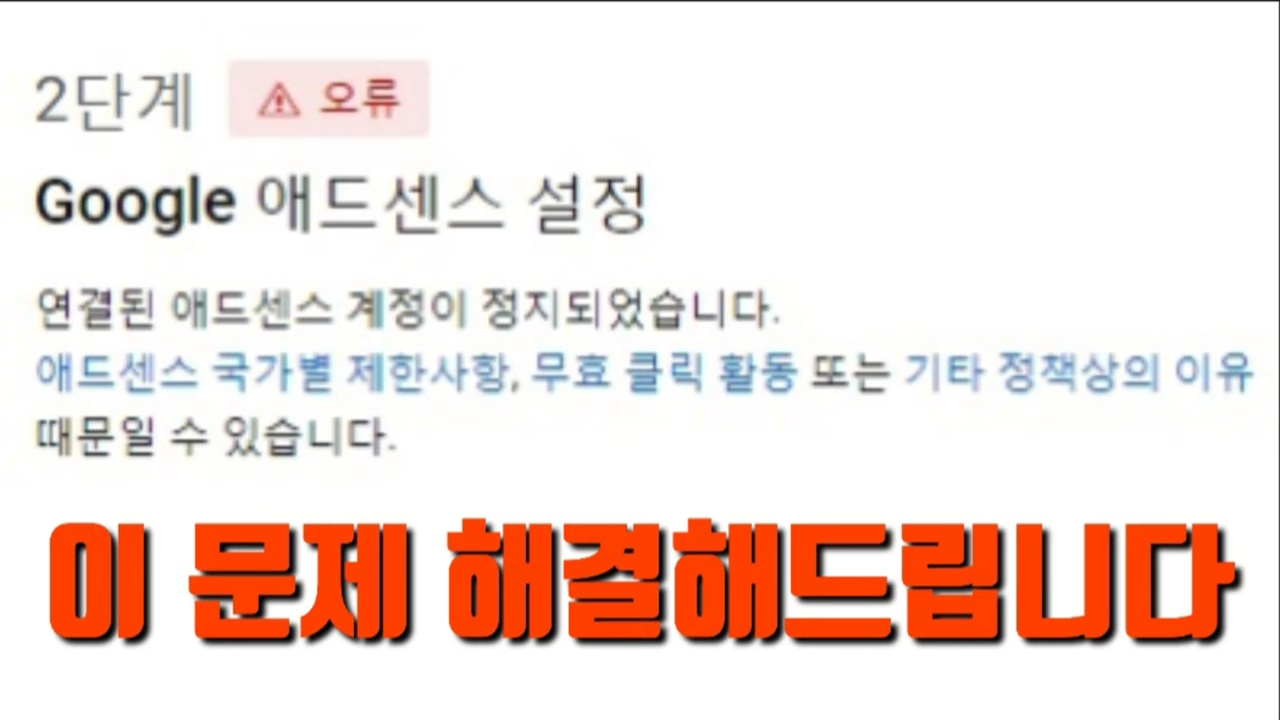 2단계 ⚠ 오류
Google 애드센스 설정
연결된 애드센스 계정이 정지되었습니다.
애드센스 국가별 제한사항, 무효 클릭 활동 또는 기타 정책상의 이유
때문일 수 있습니다.
이 문제 해결해드립니다